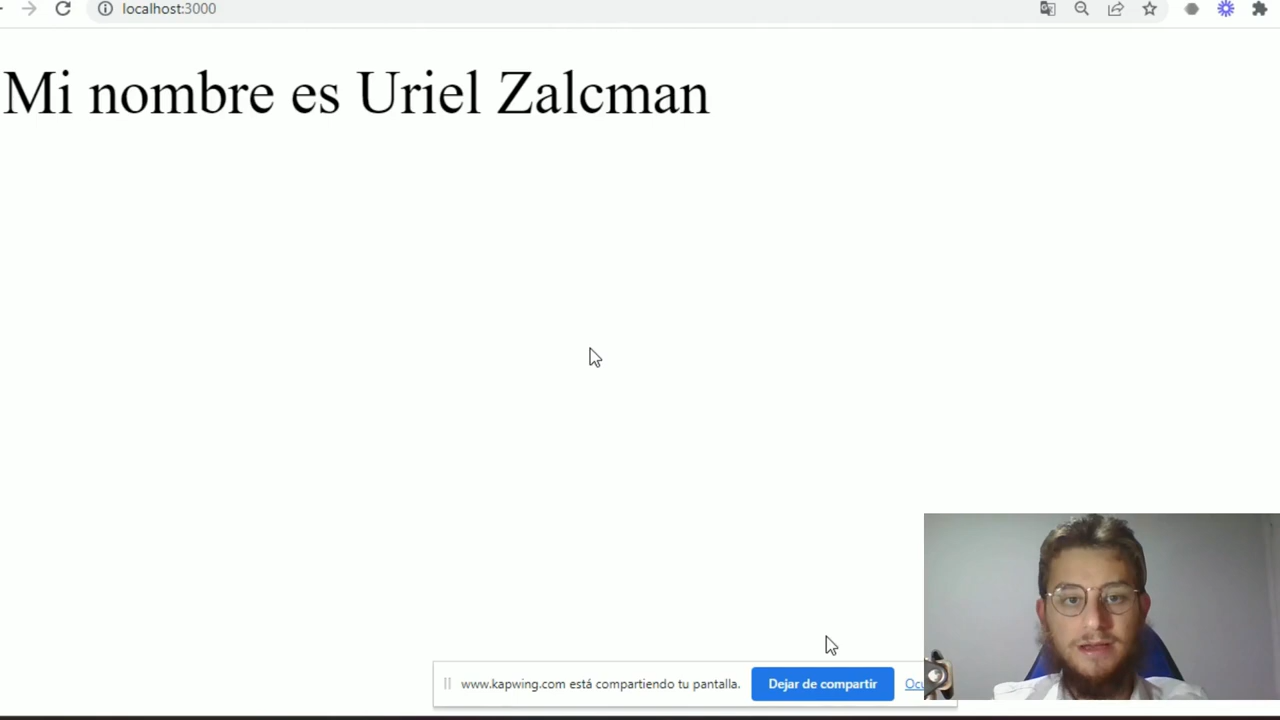 localhost:3000
Mi nombre es Uriel Zalcman
www.kapwing.com está compartiendo tu pantalla. Dejar de compartir